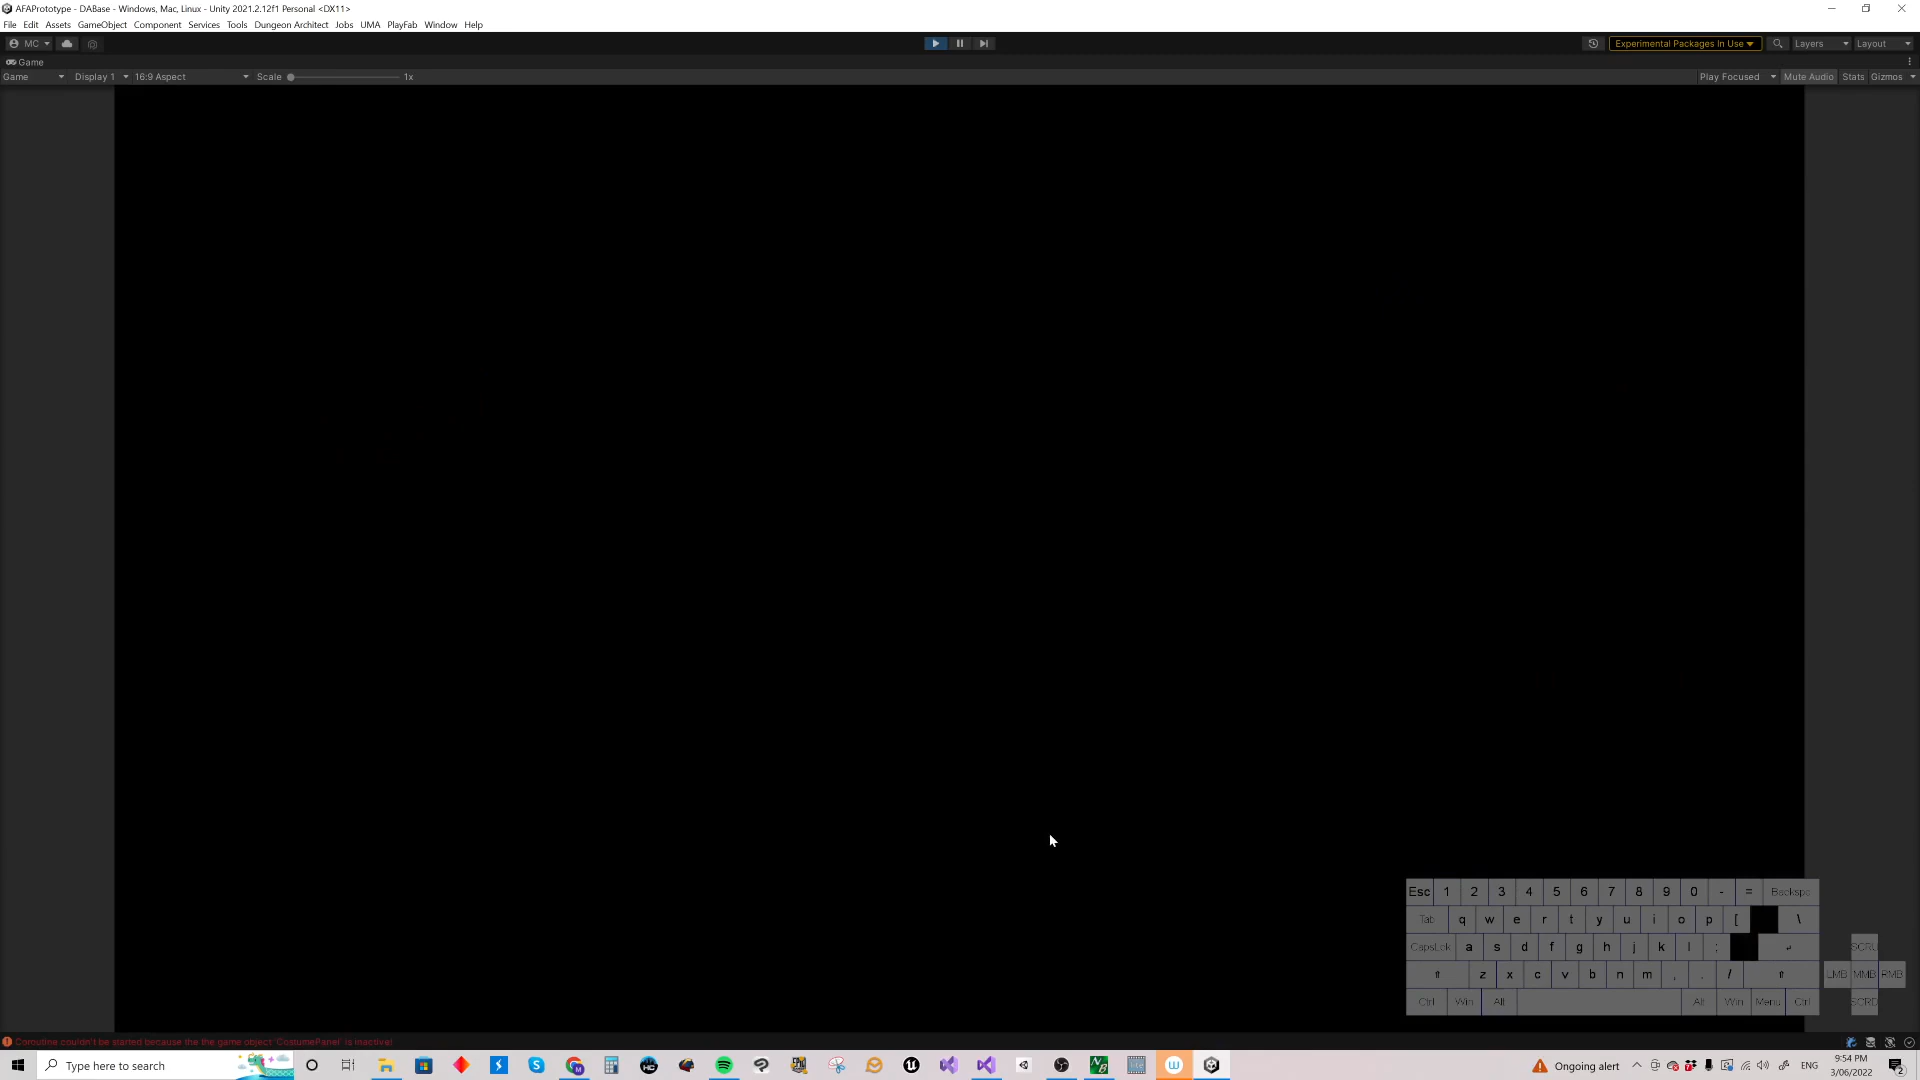 AFAPrototype - DABase - Windows, Mac, Linux - Unity 2021.2.12f1 Personal <DX11>
File Edit Assets GameObject Component Services Tools Dungeon Architect Jobs UMA PlayFab Window Help
MC Experimental Packages In Use Layers Layout
Game
Game Display 1 16:9 Aspect Scale 1x Play Focused Mute Audio Stats Gizmos
Esc 1 2 3 4 5 6 7 8 9 0 - = Backspc
Tab q w e r t y u i o p [ \
CapsLck a s d f g h j k l ; SCRU
z x c v b n m , . / LMB MMB RMB
Ctrl Win Alt Alt Win Menu Ctrl SCRD
Coroutine couldn't be started because the the game object 'CostumePanel' is inactive!
Type here to search
Ongoing alert
ENG
9:54 PM
3/06/2022
2